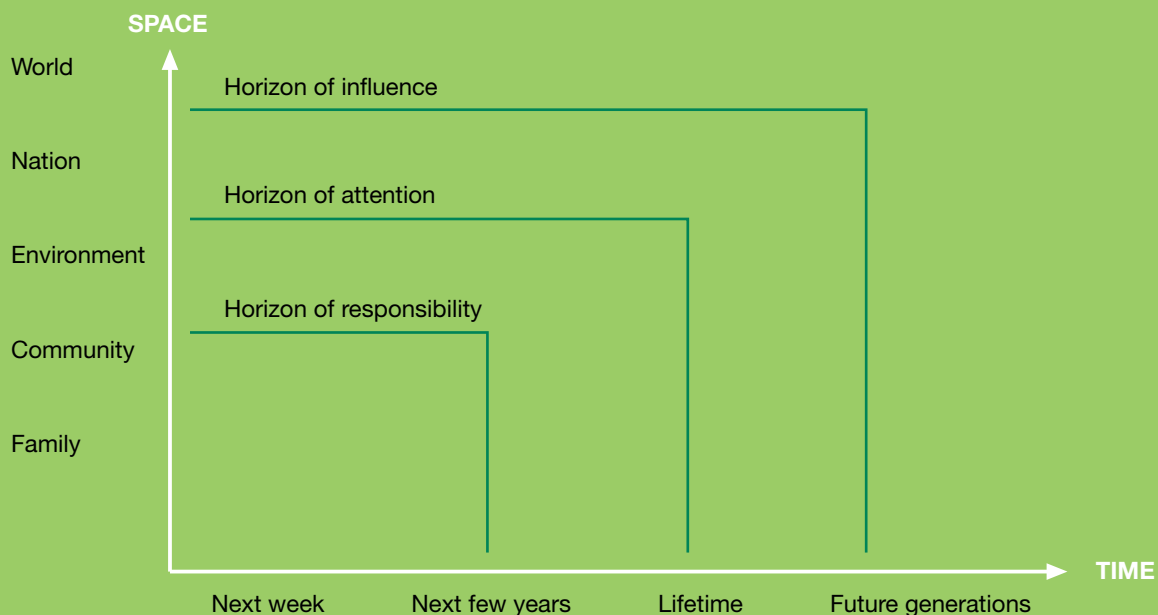 SPACE
World
Horizon of influence
Nation
Horizon of attention
Environment
Horizon of responsibility
Community
Family
TIME
Next week
Next few years
Lifetime
Future generations